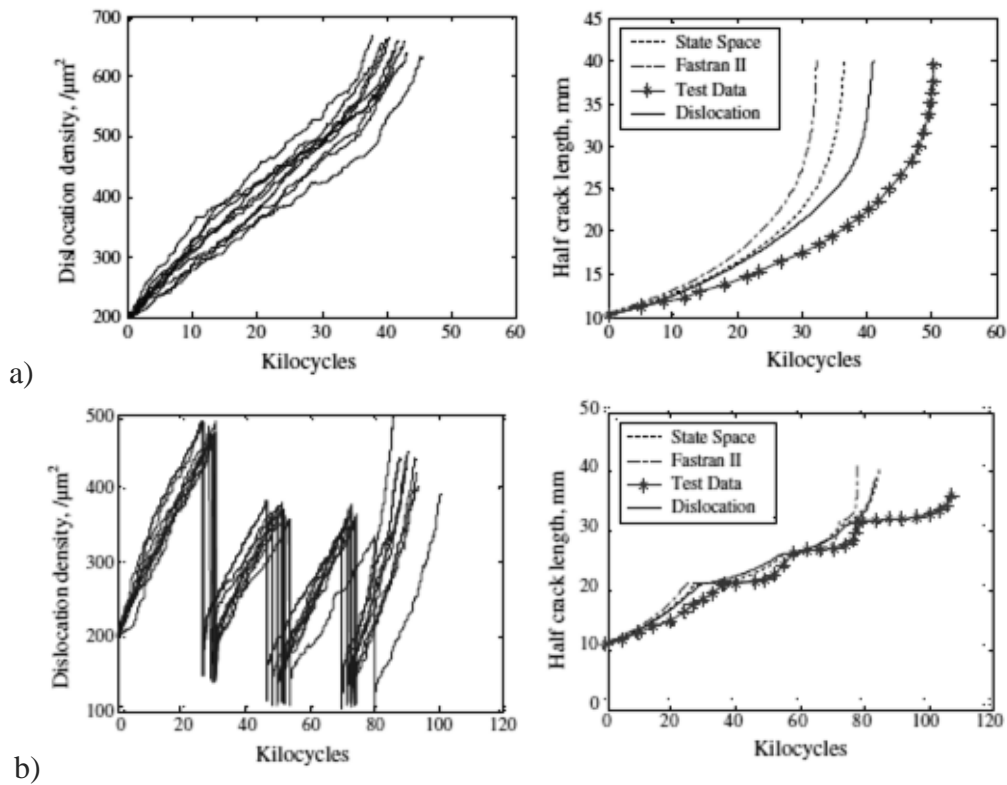 700
600
500
400
300
200
0
10
20
30
40
50
60
Dislocation density, /μm²
Kilocycles
45
40
35
30
25
20
15
10
0
10
20
30
40
50
60
Half crack length, mm
Kilocycles
State Space
Fastran II
Test Data
Dislocation
a)
500
400
300
200
100
0
20
40
60
80
100
120
Dislocation density, /μm²
Kilocycles
50
40
30
20
10
0
0
20
40
60
80
100
120
Half crack length, mm
Kilocycles
State Space
Fastran II
Test Data
Dislocation
b)